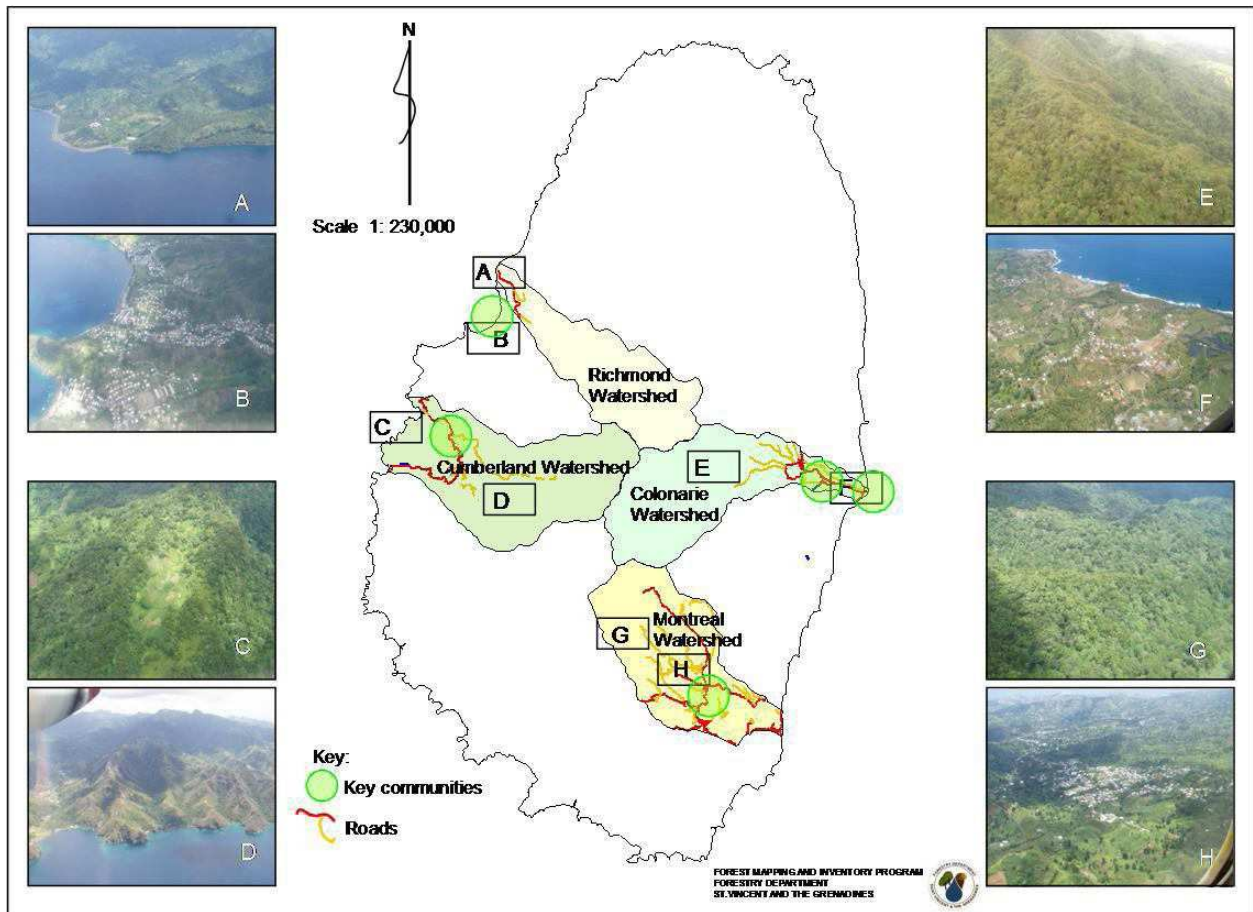 A
B
C
D
N
Scale 1: 230,000
A
B
Richmond
Watershed
C
Cumberland Watershed
D
E
Colonarie
Watershed
F
Montreal
Watershed
G
H
Key:
Key communities
Roads
FOREST MAPPING AND INVENTORY PROGRAM
FORESTRY DEPARTMENT
ST.VINCENT AND THE GRENADINES
E
F
G
H